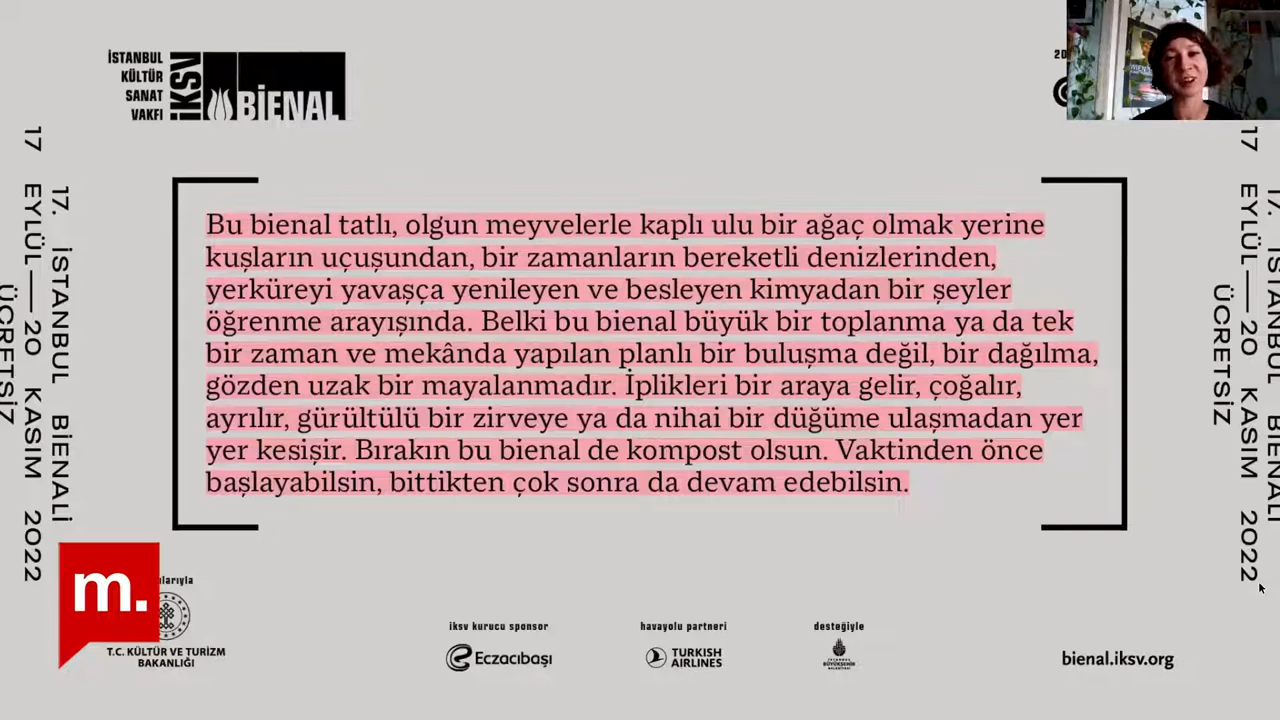 İSTANBUL
KÜLTÜR
SANAT
VAKFI
İKSV
BİENAL
20
17. İSTANBUL BİENALİ
17 EYLÜL—20 KASIM 2022
ÜCRETSİZ
Bu bienal tatlı, olgun meyvelerle kaplı ulu bir ağaç olmak yerine
kuşların uçuşundan, bir zamanların bereketli denizlerinden,
yerküreyi yavaşça yenileyen ve besleyen kimyadan bir şeyler
öğrenme arayışında. Belki bu bienal büyük bir toplanma ya da tek
bir zaman ve mekânda yapılan planlı bir buluşma değil, bir dağılma,
gözden uzak bir mayalanmadır. İplikleri bir araya gelir, çoğalır,
ayrılır, gürültülü bir zirveye ya da nihai bir düğüme ulaşmadan yer
yer kesişir. Bırakın bu bienal de kompost olsun. Vaktinden önce
başlayabilsin, bittikten çok sonra da devam edebilsin.
17. İSTANBUL BİENALİ
17 EYLÜL—20 KASIM 2022
ÜCRETSİZ
m.
larıyla
T.C. KÜLTÜR VE TURİZM
BAKANLIĞI
iksv kurucu sponsor
Eczacıbaşı
havayolu partneri
TURKISH
AIRLINES
desteğiyle
İSTANBUL
BÜYÜKŞEHİR
BELEDİYESİ
bienal.iksv.org